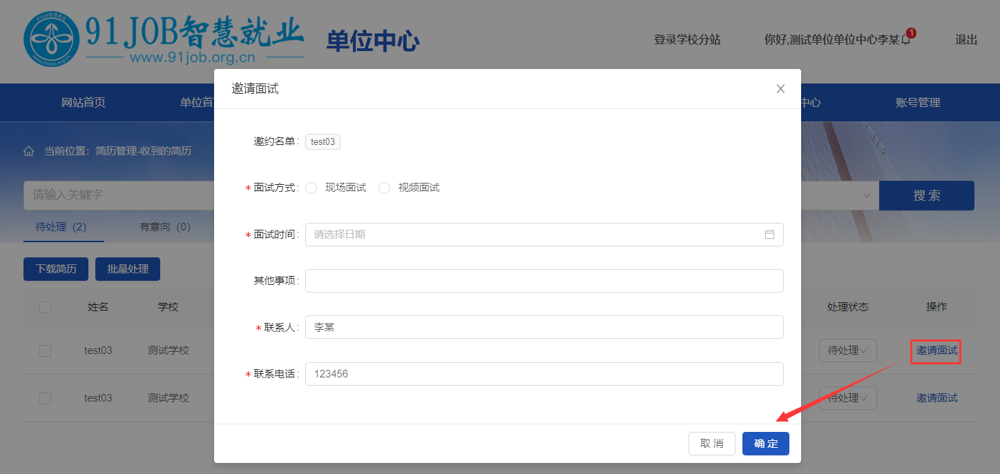 91JOB智慧就业
www.91job.org.cn
单位中心
登录学校分站
你好,测试单位单位中心李某
1
退出
网站首页
单位首
中心
账号管理
当前位置：简历管理-收到的简历
请输入关键字
搜 索
待处理 (2)
有意向 (0)
下载简历
批量处理
姓名
学校
处理状态
操作
test03
测试学校
待处理
邀请面试
test03
测试学校
待处理
邀请面试
邀请面试
邀约名单:
test03
* 面试方式:
现场面试
视频面试
* 面试时间:
请选择日期
其他事项:
* 联系人:
李某
* 联系电话:
123456
取 消
确 定